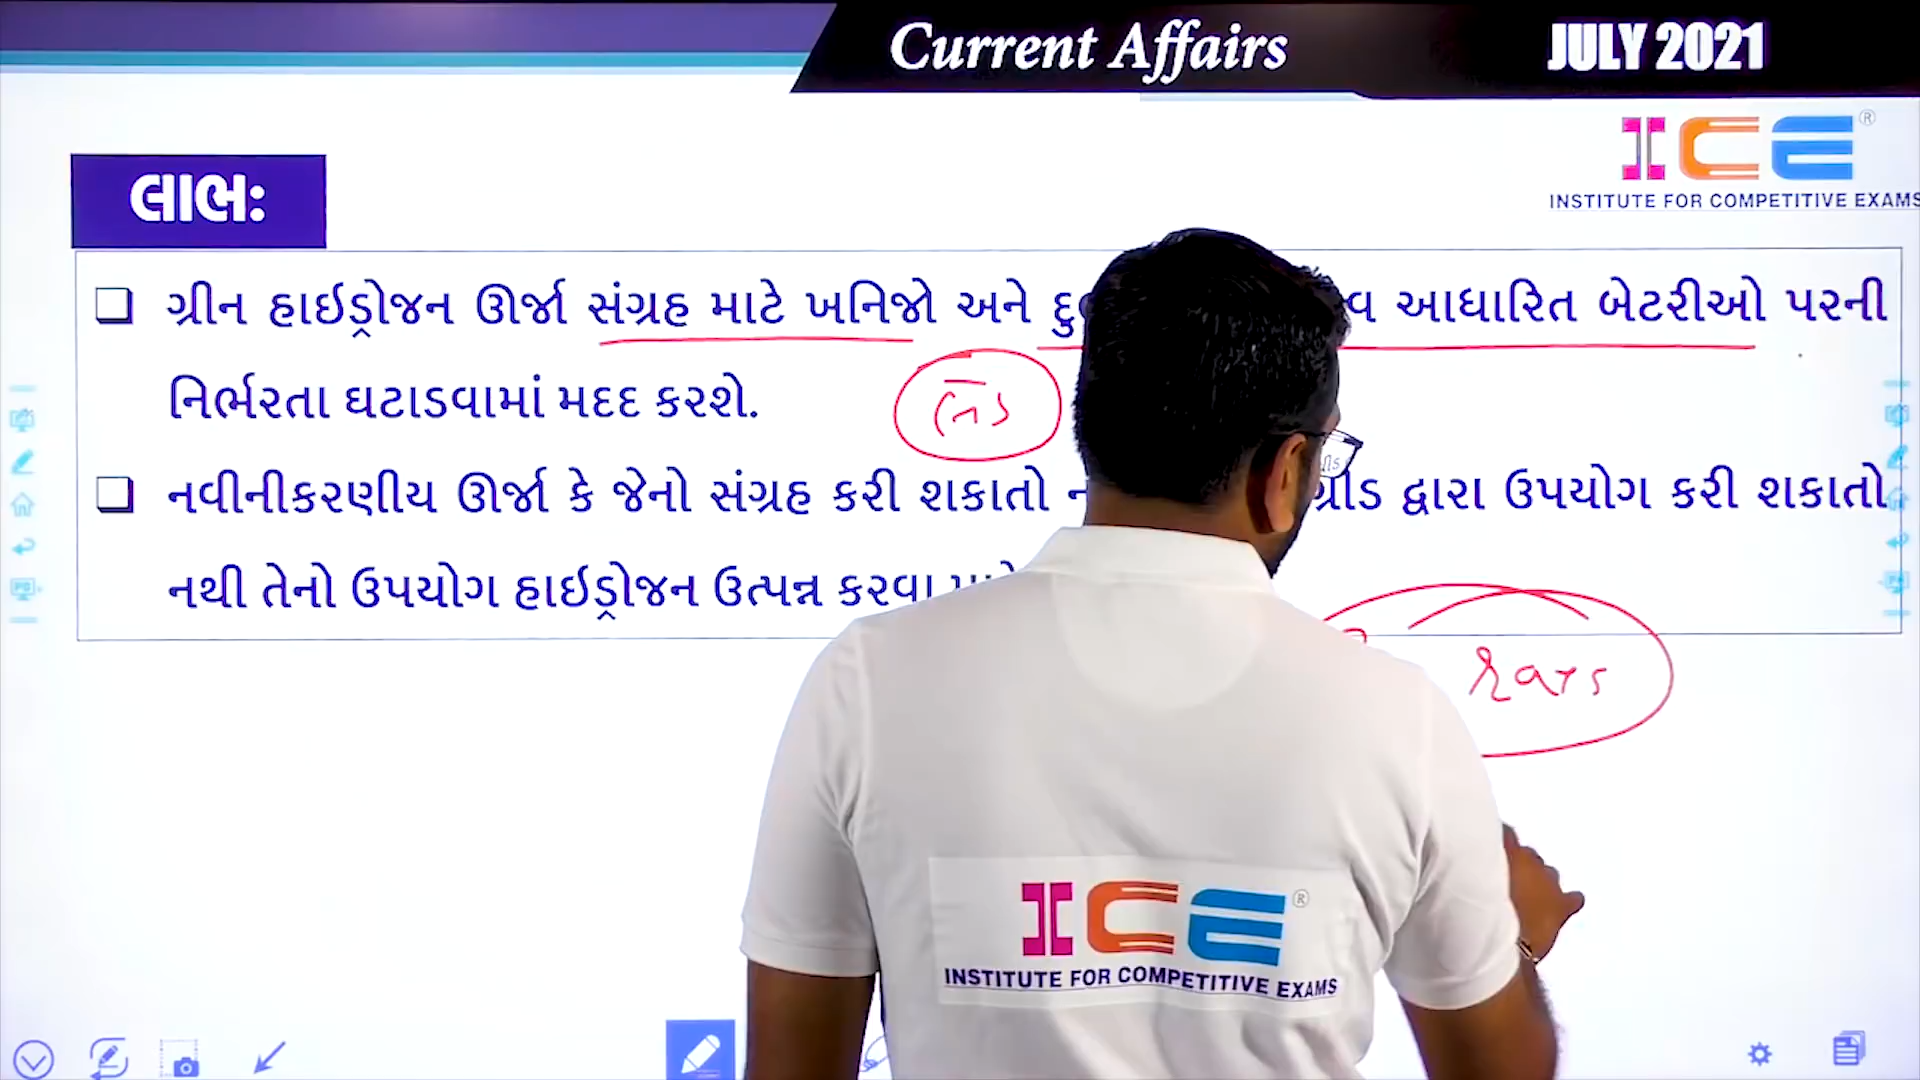 Current Affairs JULY 2021
ICE ®
INSTITUTE FOR COMPETITIVE EXAMS
લાભઃ
ગ્રીન હાઇડ્રોજન ઊર્જા સંગ્રહ માટે ખનિજો અને આધારિત બેટરીઓ પરની
નિર્ભરતા ઘટાડવામાં મદદ કરશે.
નવીનીકરણીય ઊર્જા કે જેનો સંગ્રહ કરી શકાતો દ્વારા ઉપયોગ કરી શકાતો
નથી તેનો ઉપયોગ હાઇડ્રોજન ઉત્પન્ન કરવા
ICE ®
INSTITUTE FOR COMPETITIVE EXAMS